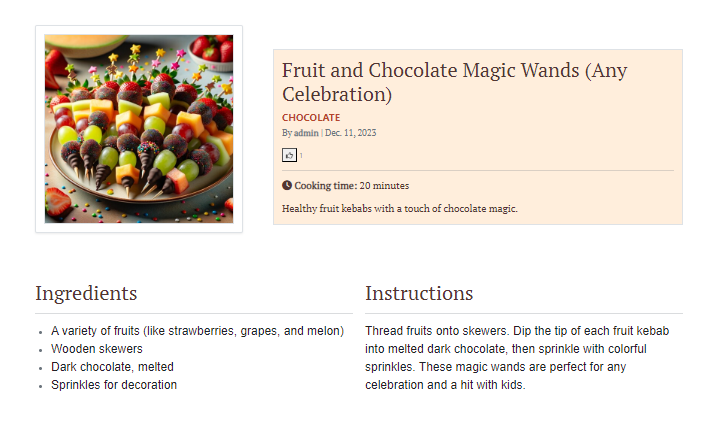 Fruit and Chocolate Magic Wands (Any
Celebration)
CHOCOLATE
By admin | Dec. 11, 2023
1
Cooking time: 20 minutes
Healthy fruit kebabs with a touch of chocolate magic.
Ingredients
A variety of fruits (like strawberries, grapes, and melon)
Wooden skewers
Dark chocolate, melted
Sprinkles for decoration
Instructions
Thread fruits onto skewers. Dip the tip of each fruit kebab
into melted dark chocolate, then sprinkle with colorful
sprinkles. These magic wands are perfect for any
celebration and a hit with kids.